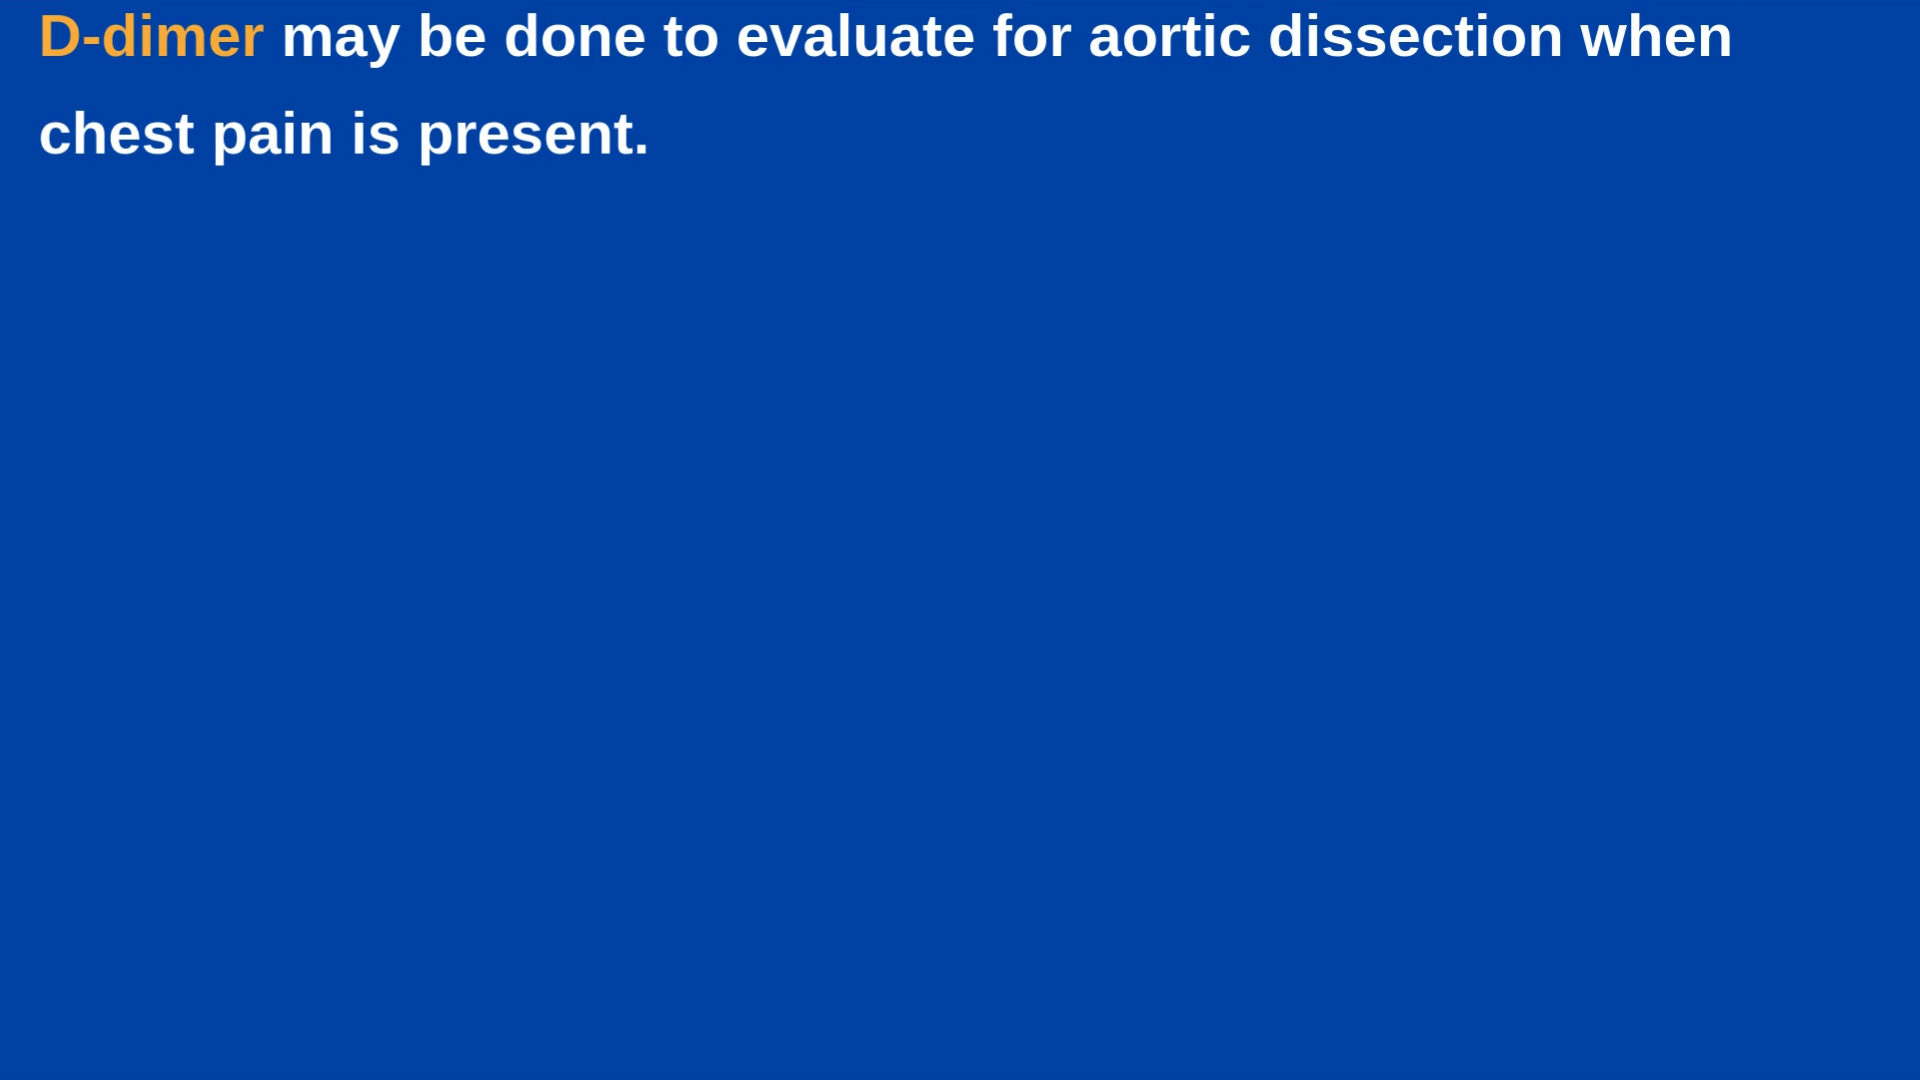 D-dimer may be done to evaluate for aortic dissection when
chest pain is present.